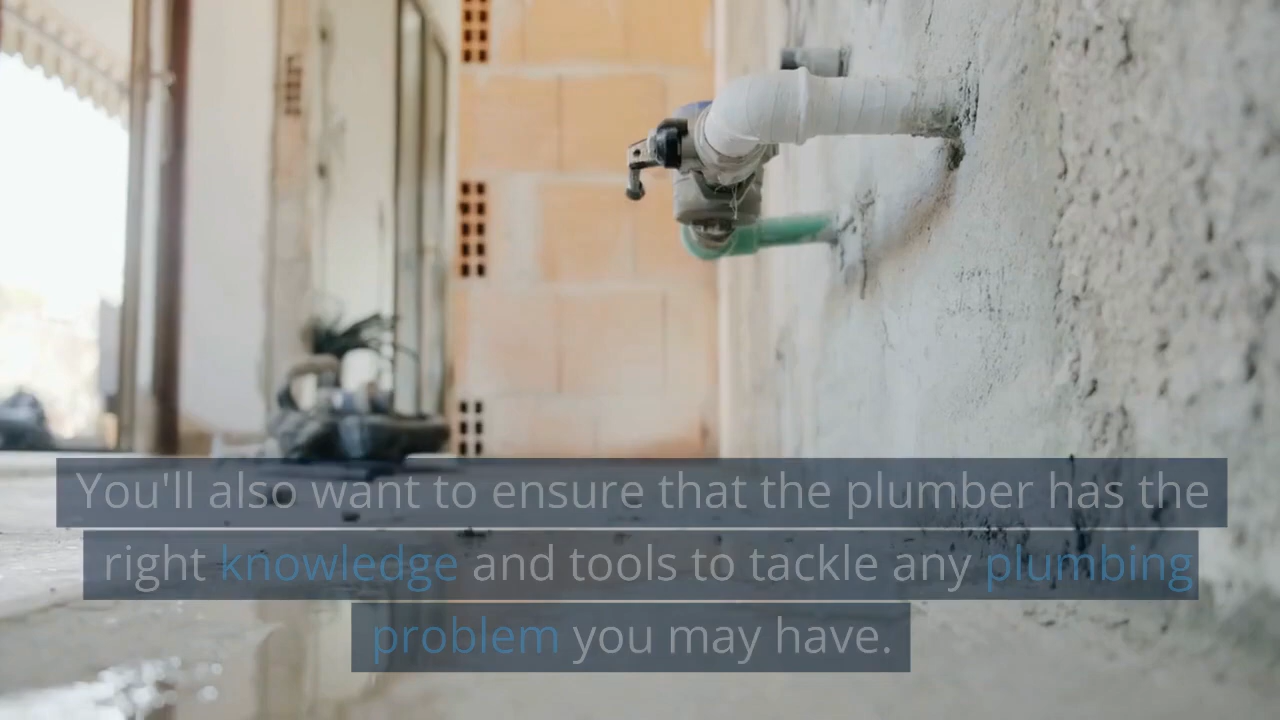 You'll also want to ensure that the plumber has the
right knowledge and tools to tackle any plumbing
problem you may have.